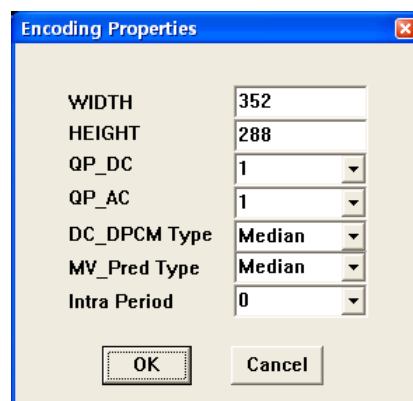 Encoding Properties
WIDTH 352
HEIGHT 288
QP_DC 1
QP_AC 1
DC_DPCM Type Median
MV_Pred Type Median
Intra Period 0
OK Cancel